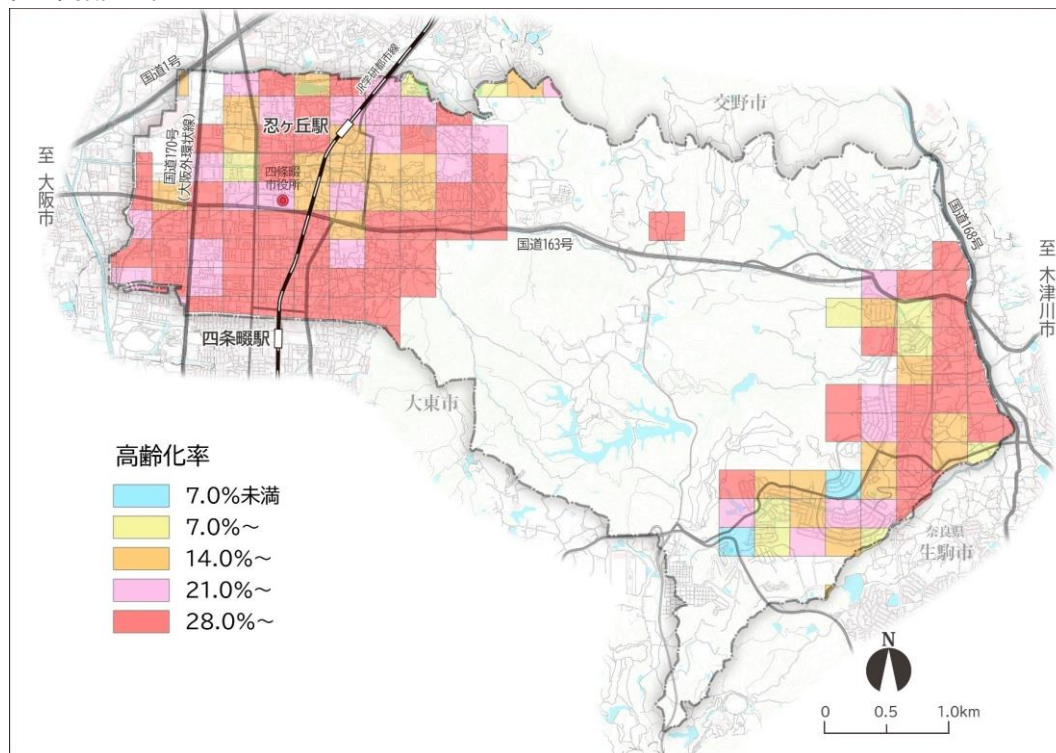 国道1号
JR学研都市線
忍ケ丘駅
交野市
至 大阪市
国道170号
(大阪外環状線)
四條畷
市役所
国道163号
国道168号
至 木津川市
四条畷駅
大東市
高齢化率
7.0%未満
7.0%～
14.0%～
21.0%～
28.0%～
奈良県
生駒市
N
0 0.5 1.0km